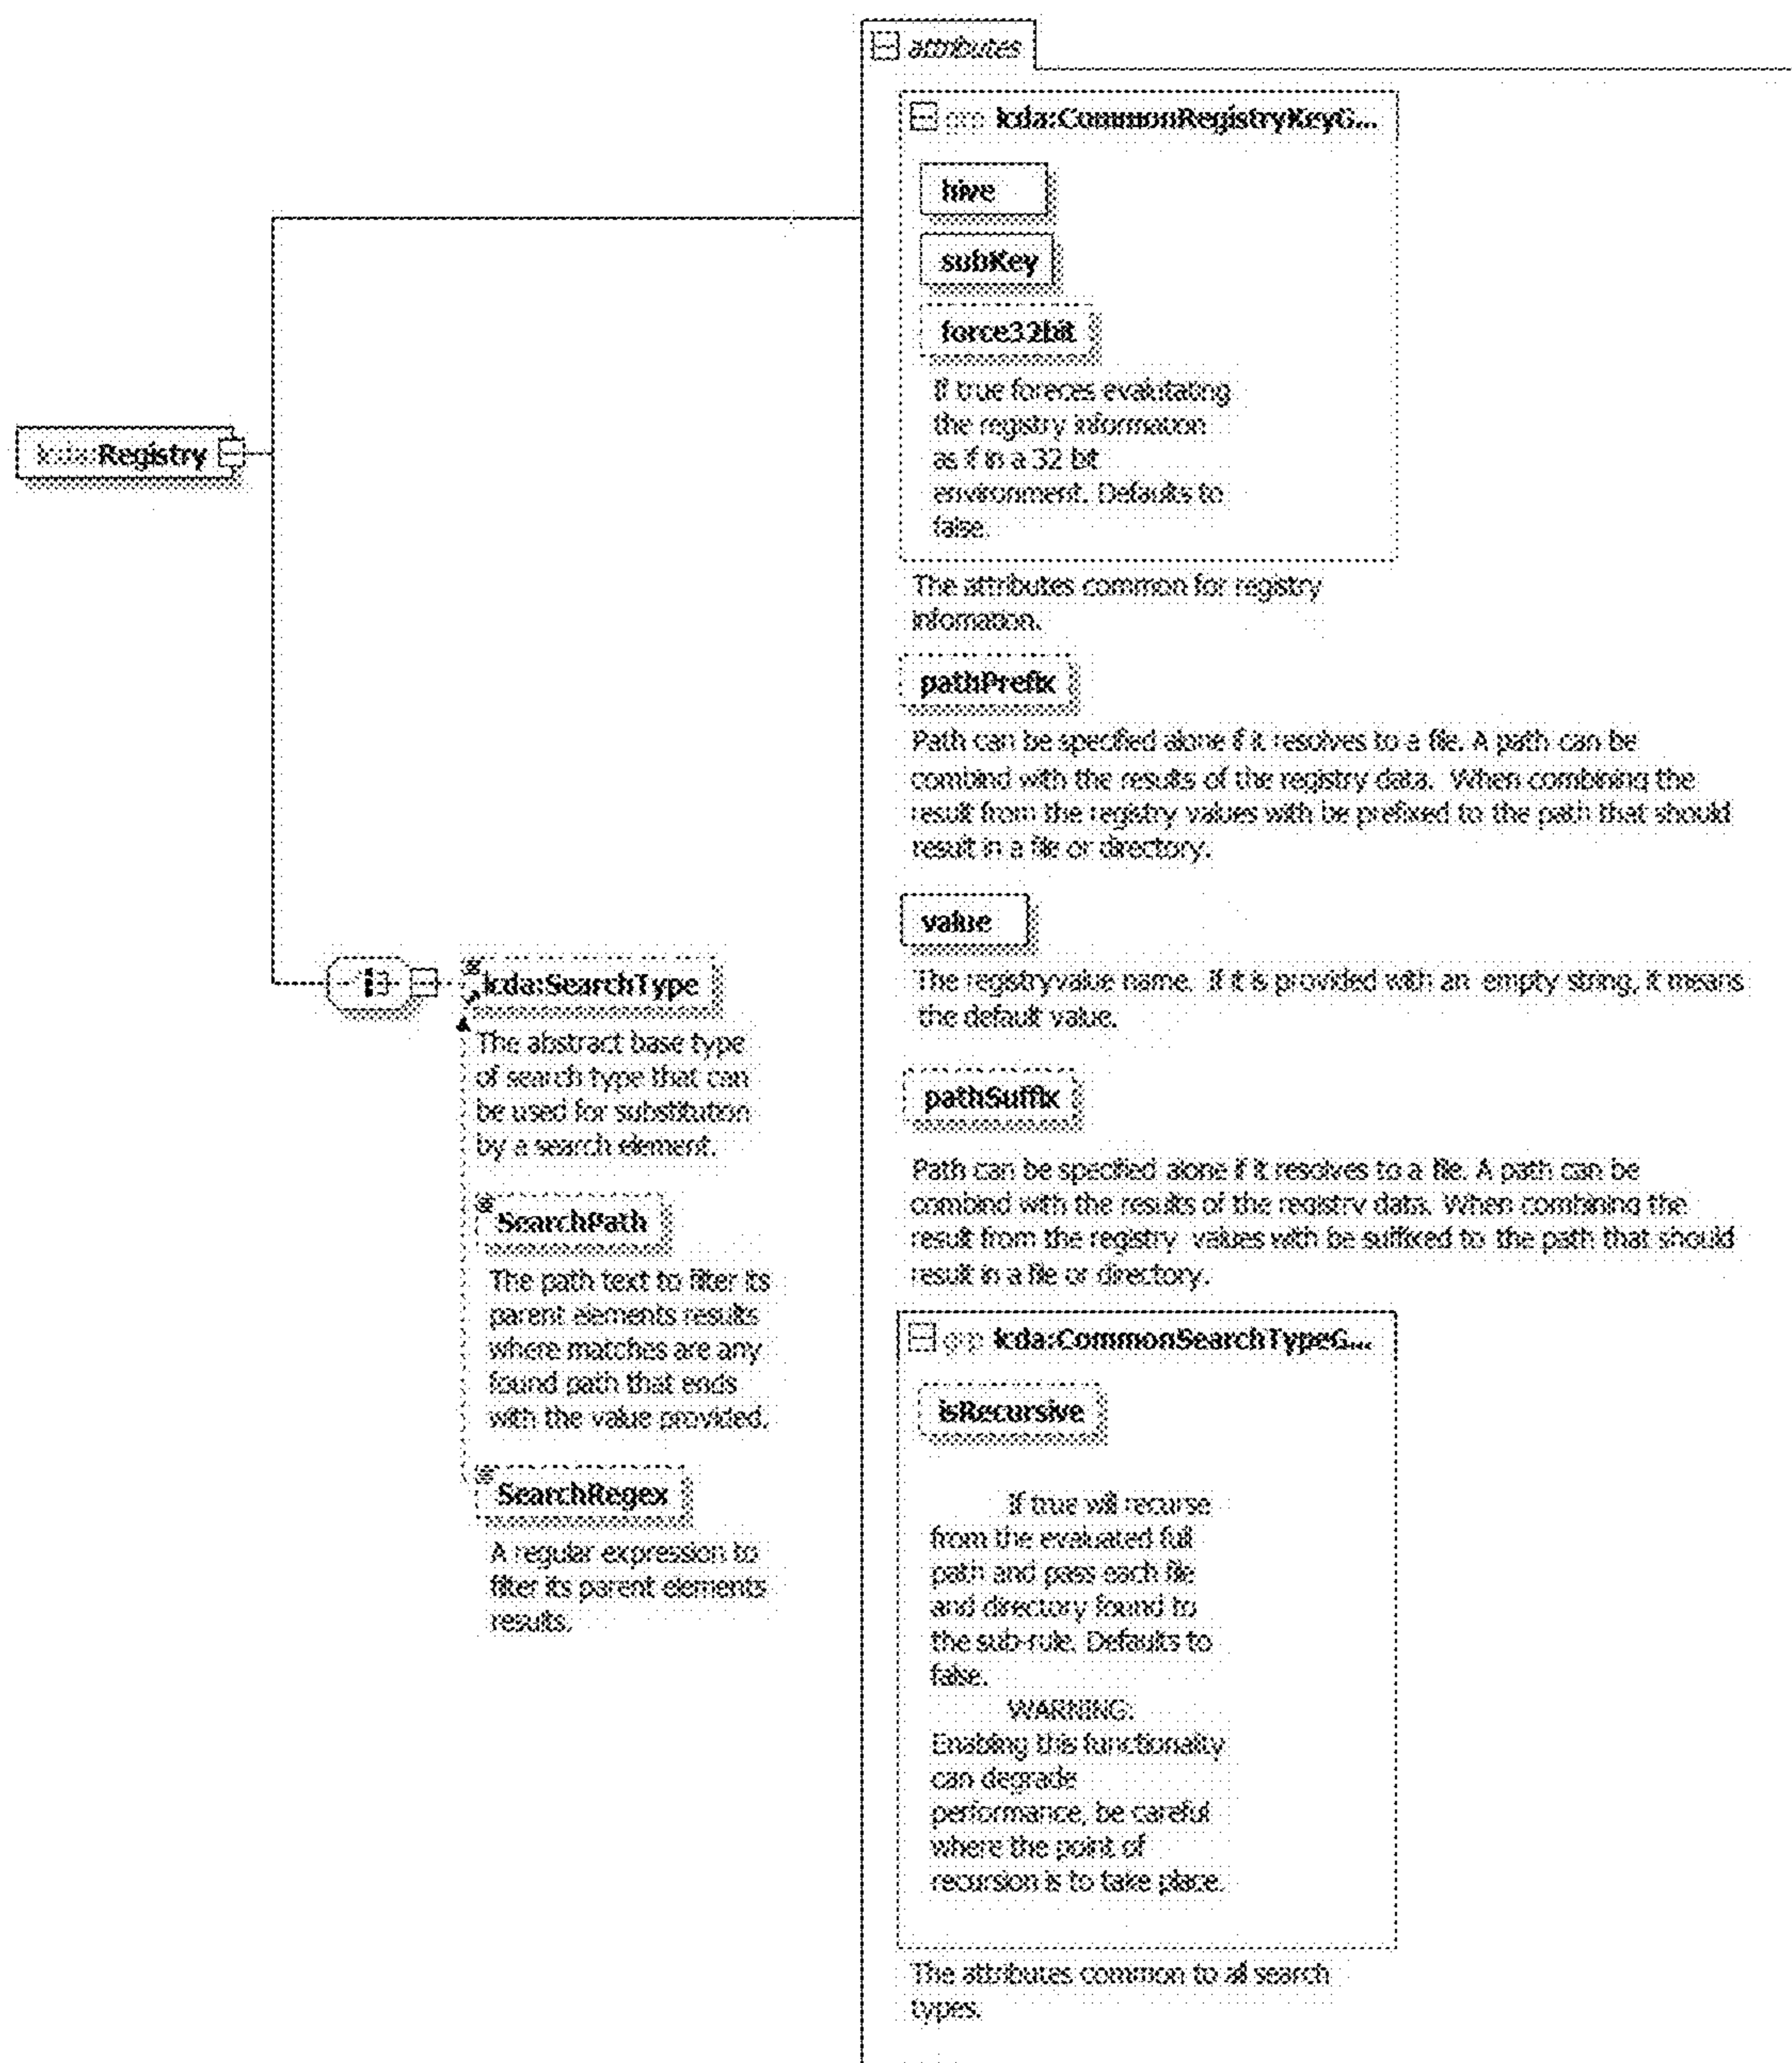 attributes
grp lcda:CommonRegistryKeyG...
hive
subKey
force32bit
If true foreces evalutating
the registry information
as if in a 32 bit
environment. Defaults to
false.
The attributes common for registry
infomation.
pathPrefix
Path can be specified alone if it resolves to a file. A path can be
combind with the results of the registry data. When combining the
result from the registry values with be prefixed to the path that should
result in a file or directory.
value
The registryvalue name. If it is provided with an empty string, it means
the default value.
pathSuffix
Path can be specified alone if it resolves to a file. A path can be
combind with the results of the registry data. When combining the
result from the registry values with be suffixed to the path that should
result in a file or directory.
grp lcda:CommonSearchTypeG...
isRecursive
If true will recurse
from the evaluated full
path and pass each file
and directory found to
the sub-rule. Defaults to
false.
WARNING:
Enabling this functionality
can degrade
performance, be careful
where the point of
recursion is to take place.
The attributes common to all search
types.
lcda:Registry
lcda:SearchType
The abstract base type
of search type that can
be used for substitution
by a search element.
SearchPath
The path text to filter its
parent elements results
where matches are any
found path that ends
with the value provided.
SearchRegex
A regular expression to
filter its parent elements
results.